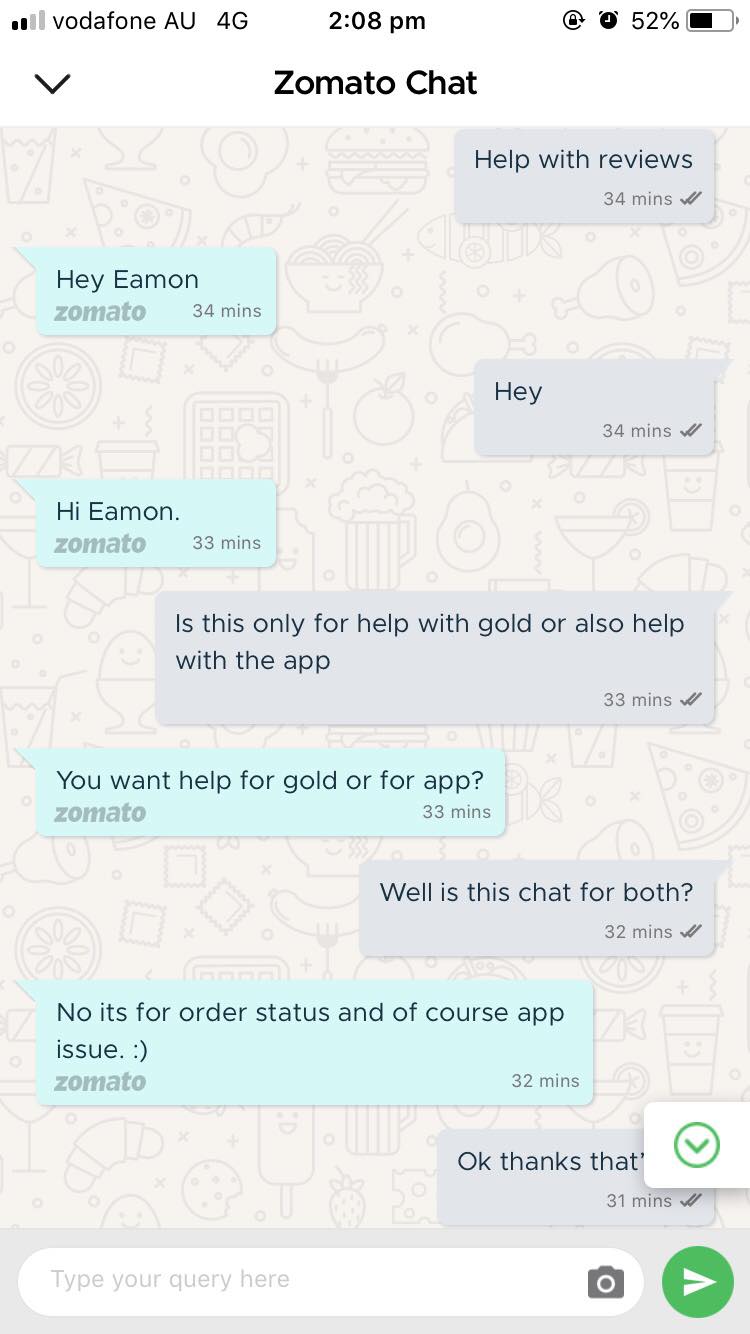 vodafone AU 4G 2:08 pm 52%
Zomato Chat
Help with reviews
34 mins
Hey Eamon
zomato 34 mins
Hey
34 mins
Hi Eamon.
zomato 33 mins
Is this only for help with gold or also help
with the app
33 mins
You want help for gold or for app?
zomato 33 mins
Well is this chat for both?
32 mins
No its for order status and of course app
issue. :)
zomato 32 mins
Ok thanks that'
31 mins
Type your query here